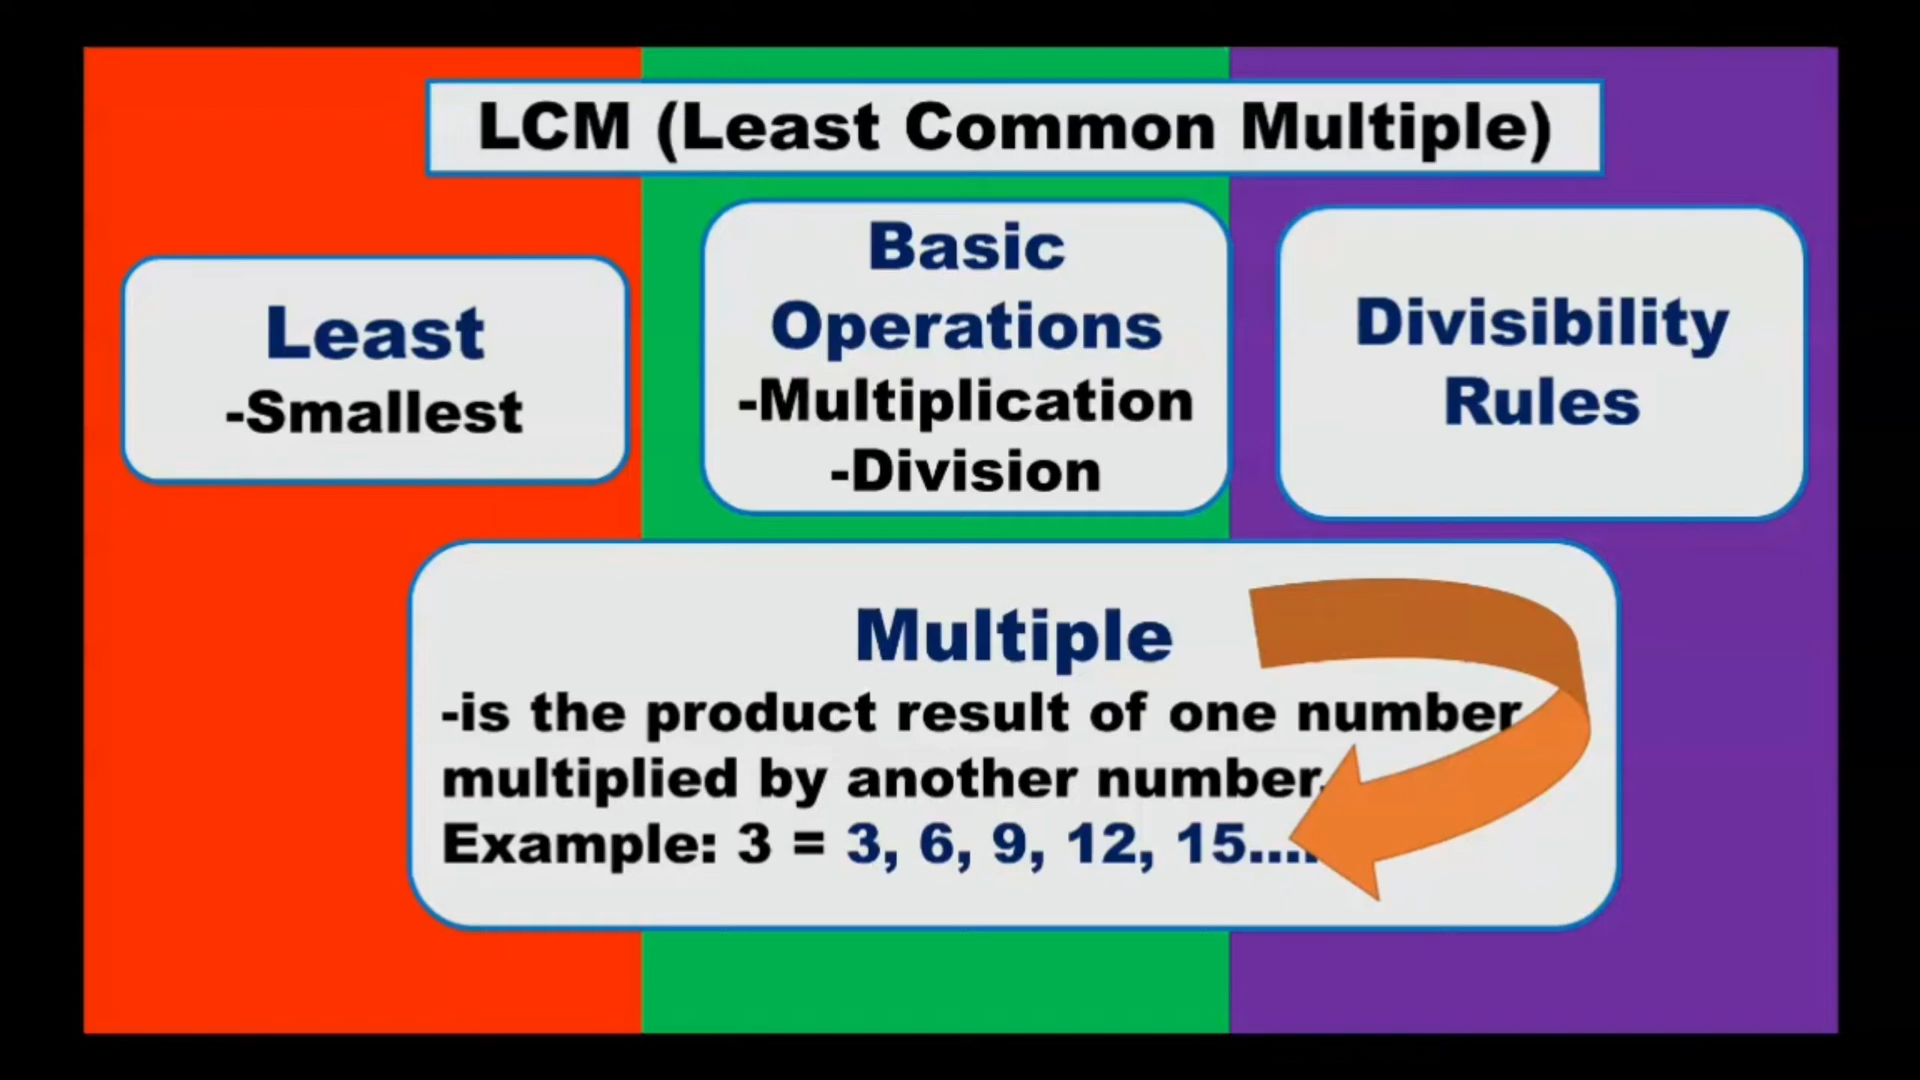 LCM (Least Common Multiple)
Least
-Smallest
Basic
Operations
-Multiplication
-Division
Divisibility
Rules
Multiple
-is the product result of one number
multiplied by another number.
Example: 3 = 3, 6, 9, 12, 15....